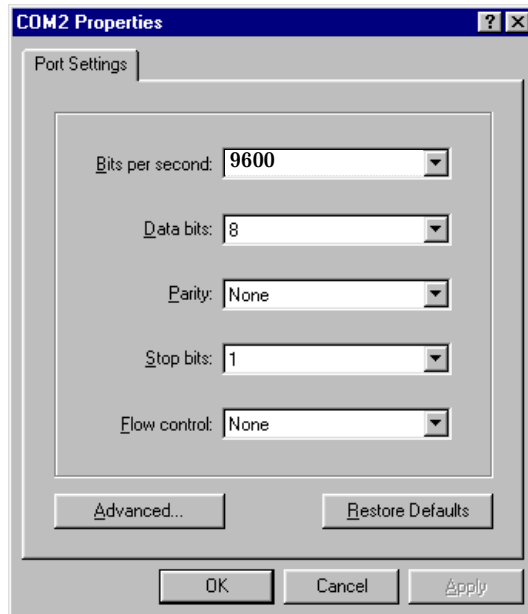 COM2 Properties
Port Settings
Bits per second: 9600
Data bits: 8
Parity: None
Stop bits: 1
Flow control: None
Advanced... Restore Defaults
OK Cancel Apply